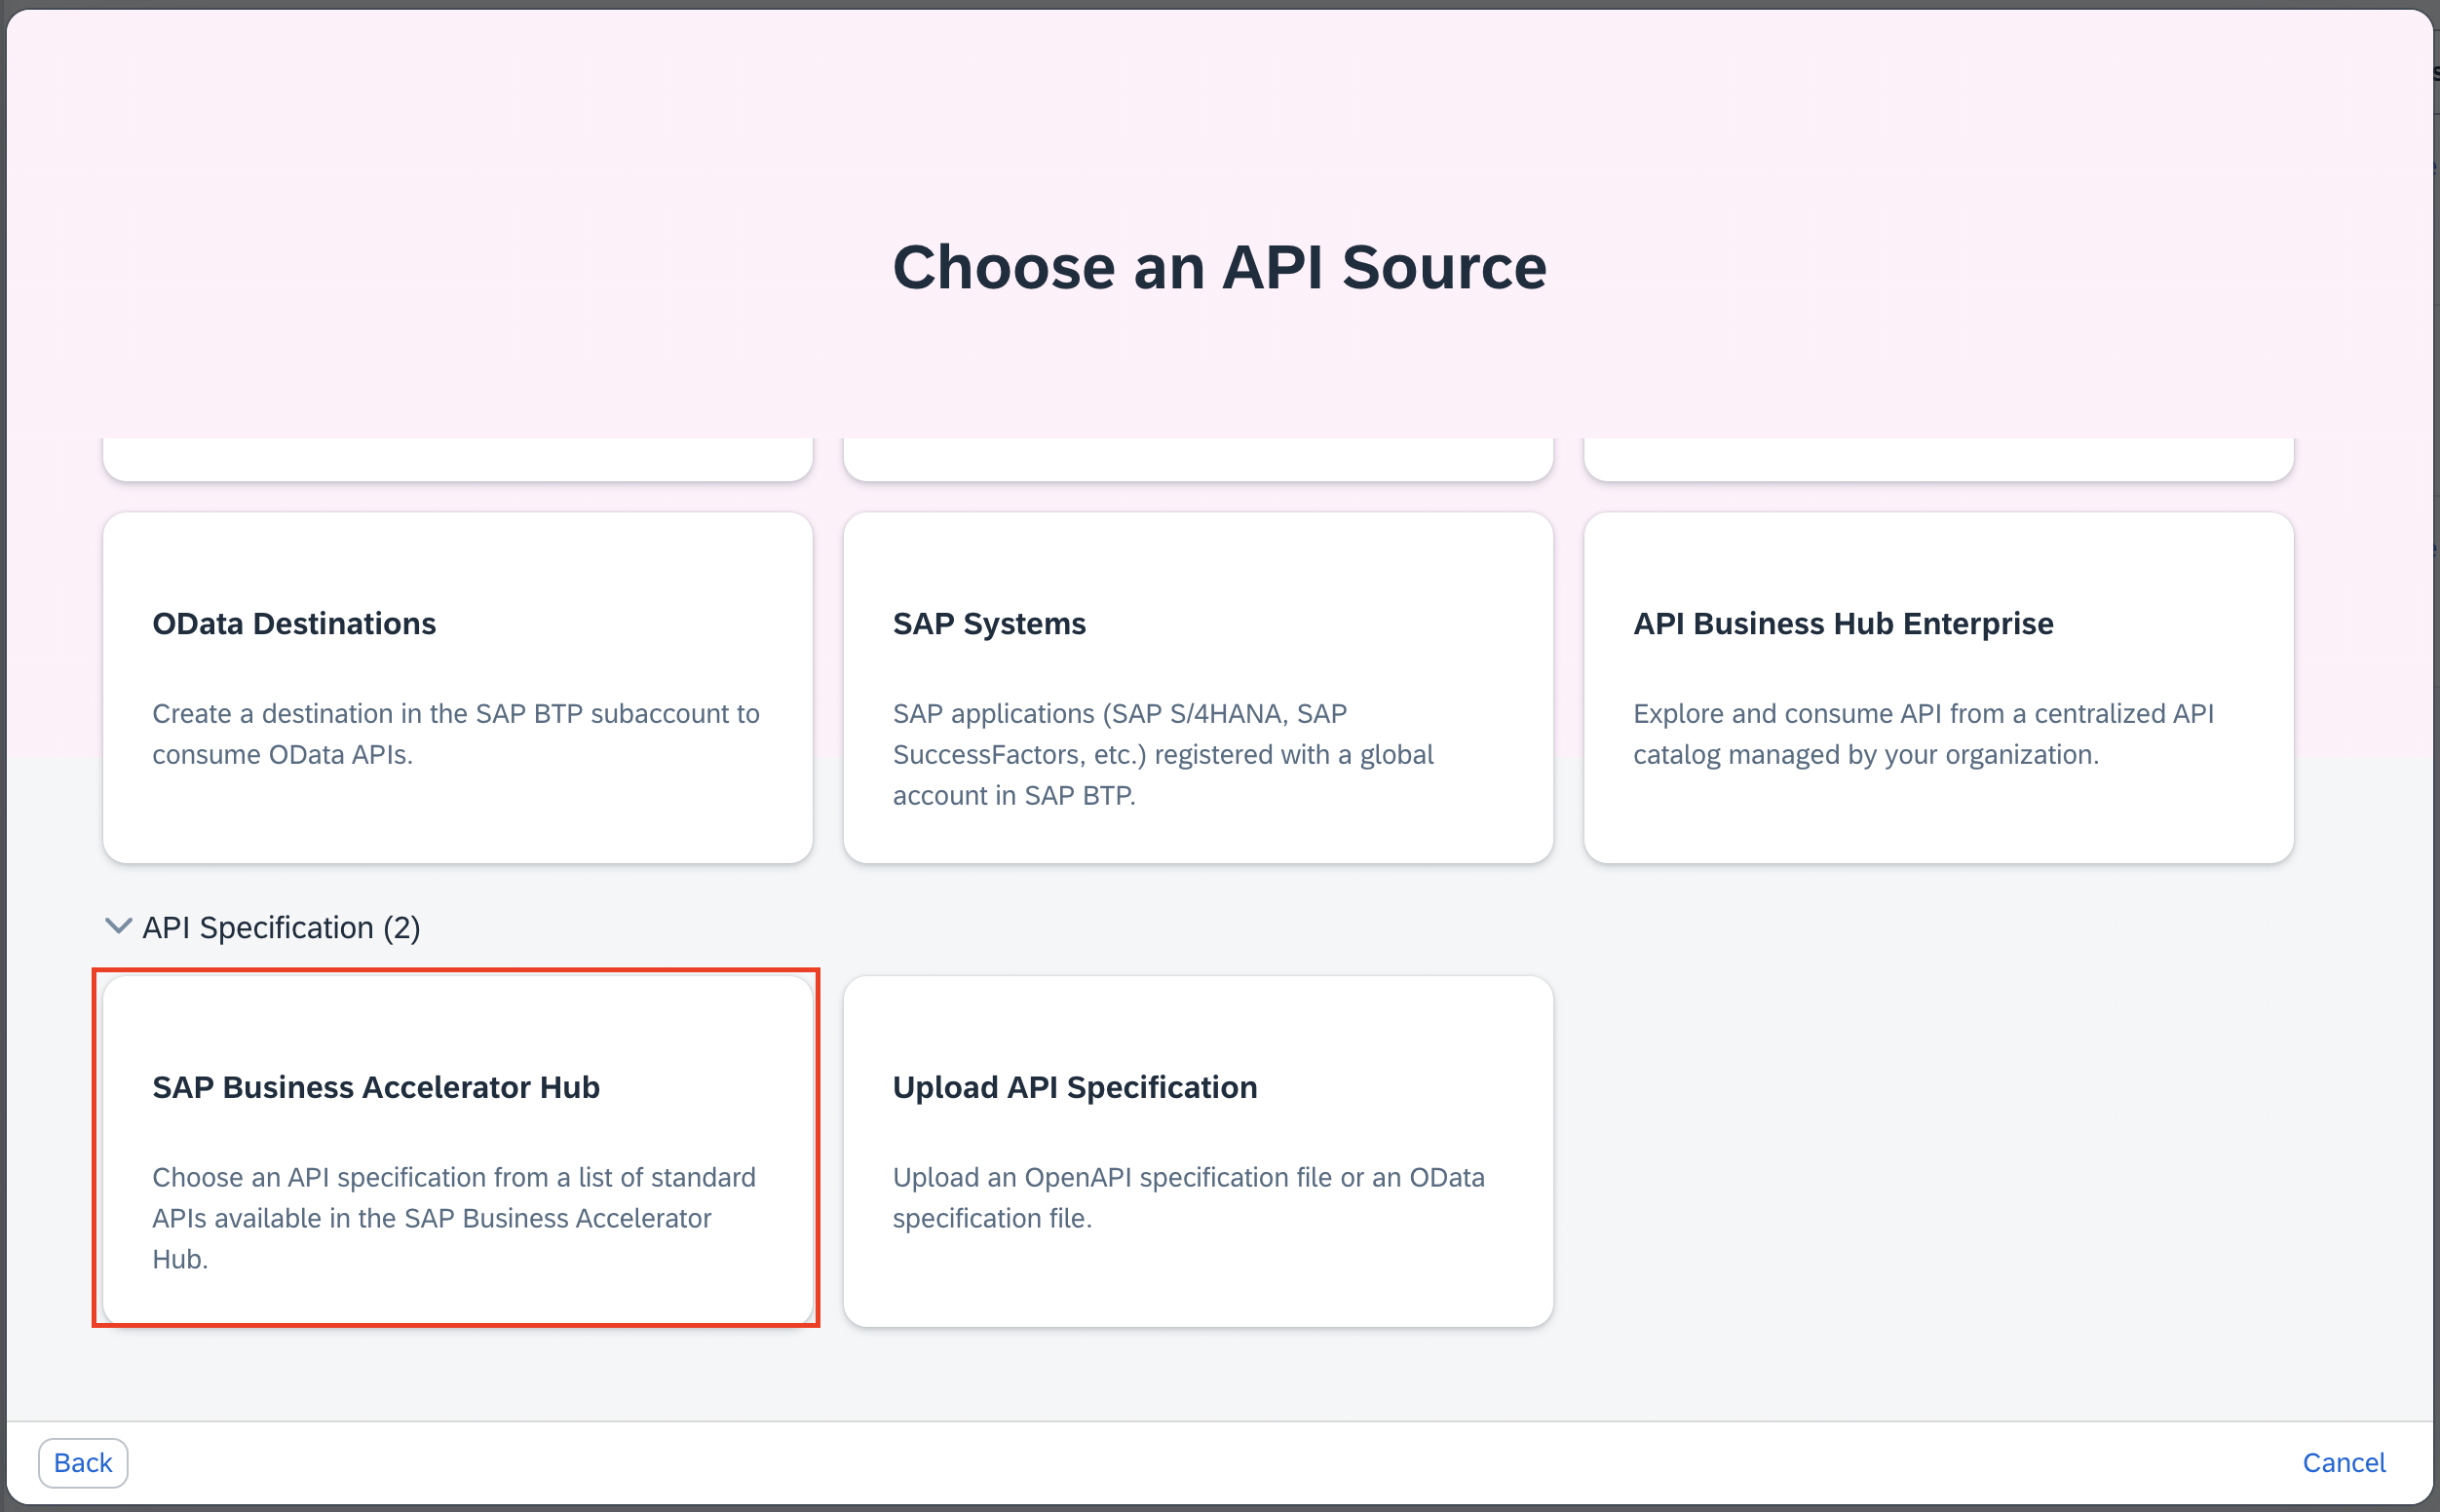 Choose an API Source
OData Destinations
Create a destination in the SAP BTP subaccount to
consume OData APIs.
SAP Systems
SAP applications (SAP S/4HANA, SAP
SuccessFactors, etc.) registered with a global
account in SAP BTP.
API Business Hub Enterprise
Explore and consume API from a centralized API
catalog managed by your organization.
API Specification (2)
SAP Business Accelerator Hub
Choose an API specification from a list of standard
APIs available in the SAP Business Accelerator
Hub.
Upload API Specification
Upload an OpenAPI specification file or an OData
specification file.
Back
Cancel